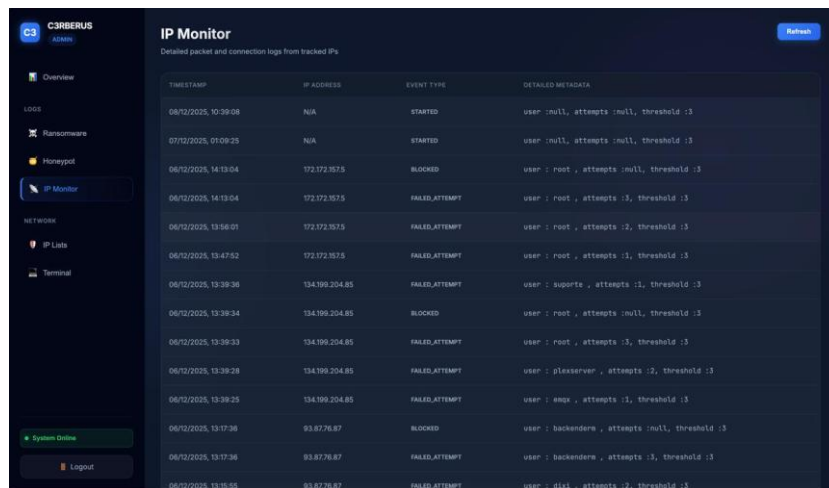 C3
C3RBERUS
ADMIN
Overview
LOGS
Ransomware
Honeypot
IP Monitor
NETWORK
IP Lists
Terminal
System Online
Logout
IP Monitor
Detailed packet and connection logs from tracked IPs
Refresh
TIMESTAMP IP ADDRESS EVENT TYPE DETAILED METADATA
08/12/2025, 10:39:08 N/A STARTED user :null, attempts :null, threshold :3
07/12/2025, 01:09:25 N/A STARTED user :null, attempts :null, threshold :3
06/12/2025, 14:13:04 172.172.157.5 BLOCKED user : root , attempts :null, threshold :3
06/12/2025, 14:13:04 172.172.157.5 FAILED_ATTEMPT user : root , attempts :3, threshold :3
06/12/2025, 13:56:01 172.172.157.5 FAILED_ATTEMPT user : root , attempts :2, threshold :3
06/12/2025, 13:47:52 172.172.157.5 FAILED_ATTEMPT user : root , attempts :1, threshold :3
06/12/2025, 13:39:36 134.199.204.85 FAILED_ATTEMPT user : suporte , attempts :1, threshold :3
06/12/2025, 13:39:34 134.199.204.85 BLOCKED user : root , attempts :null, threshold :3
06/12/2025, 13:39:33 134.199.204.85 FAILED_ATTEMPT user : root , attempts :3, threshold :3
06/12/2025, 13:39:28 134.199.204.85 FAILED_ATTEMPT user : plexserver , attempts :2, threshold :3
06/12/2025, 13:39:25 134.199.204.85 FAILED_ATTEMPT user : emqx , attempts :1, threshold :3
06/12/2025, 13:17:36 93.87.76.87 BLOCKED user : backenderm , attempts :null, threshold :3
06/12/2025, 13:17:36 93.87.76.87 FAILED_ATTEMPT user : backenderm , attempts :3, threshold :3
06/12/2025, 13:15:55 93.87.76.87 FAILED_ATTEMPT user : dixi , attempts :2, threshold :3